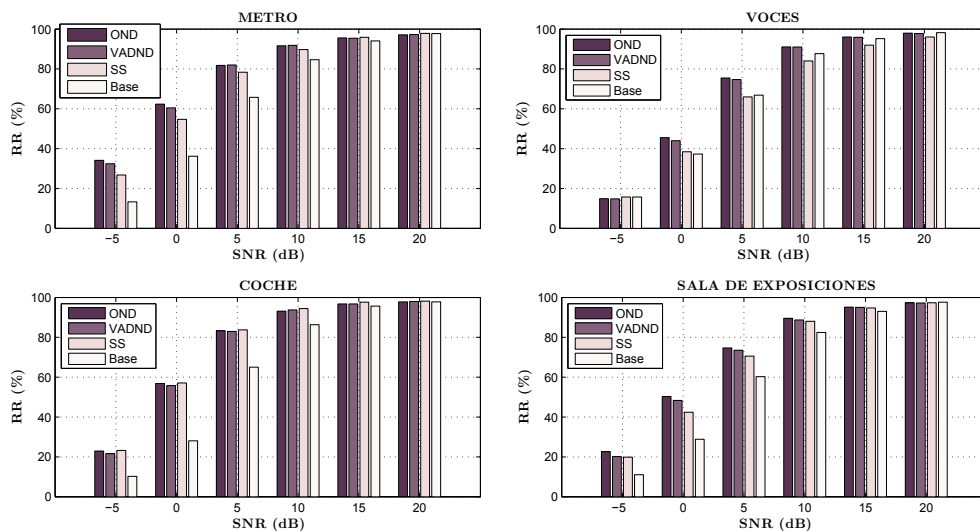 METRO
RR (%)
100
80
60
40
20
0
OND
VADND
SS
Base
−5 0 5 10 15 20
SNR (dB)
VOCES
RR (%)
100
80
60
40
20
0
OND
VADND
SS
Base
−5 0 5 10 15 20
SNR (dB)
COCHE
RR (%)
100
80
60
40
20
0
OND
VADND
SS
Base
−5 0 5 10 15 20
SNR (dB)
SALA DE EXPOSICIONES
RR (%)
100
80
60
40
20
0
OND
VADND
SS
Base
−5 0 5 10 15 20
SNR (dB)